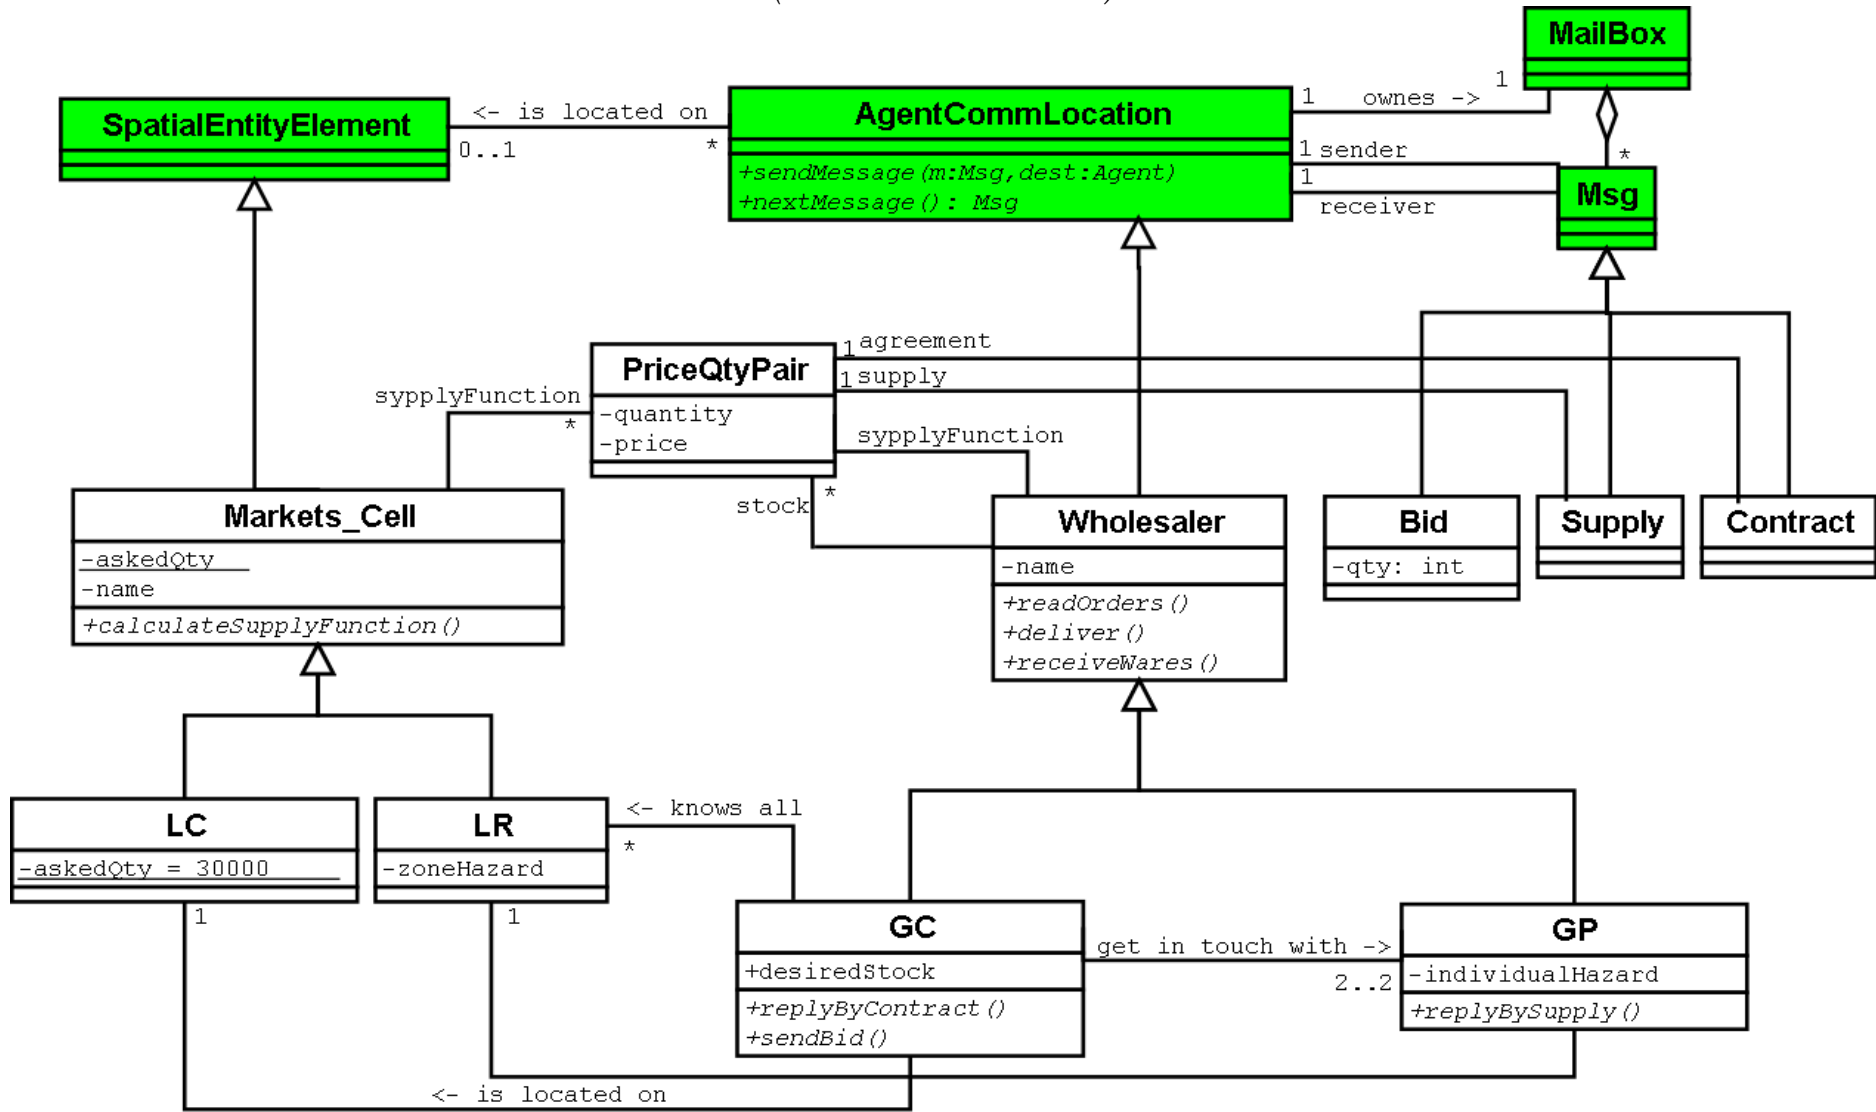 MailBox
SpatialEntityElement
<- is located on
0..1
*
AgentCommLocation
+sendMessage(m:Msg,dest:Agent)
+nextMessage(): Msg
1
ownes ->
1
1 sender
1
receiver
*
Msg
PriceQtyPair
-quantity
-price
1 agreement
1 supply
sypplyFunction
*
sypplyFunction
stock
*
Markets_Cell
-askedQty
-name
+calculateSupplyFunction()
Wholesaler
-name
+readOrders()
+deliver()
+receiveWares()
Bid
-qty: int
Supply
Contract
LC
-askedQty = 30000
1
LR
-zoneHazard
1
<- knows all
*
GC
+desiredStock
+replyByContract()
+sendBid()
get in touch with ->
2..2
GP
-individualHazard
+replyBySupply()
<- is located on